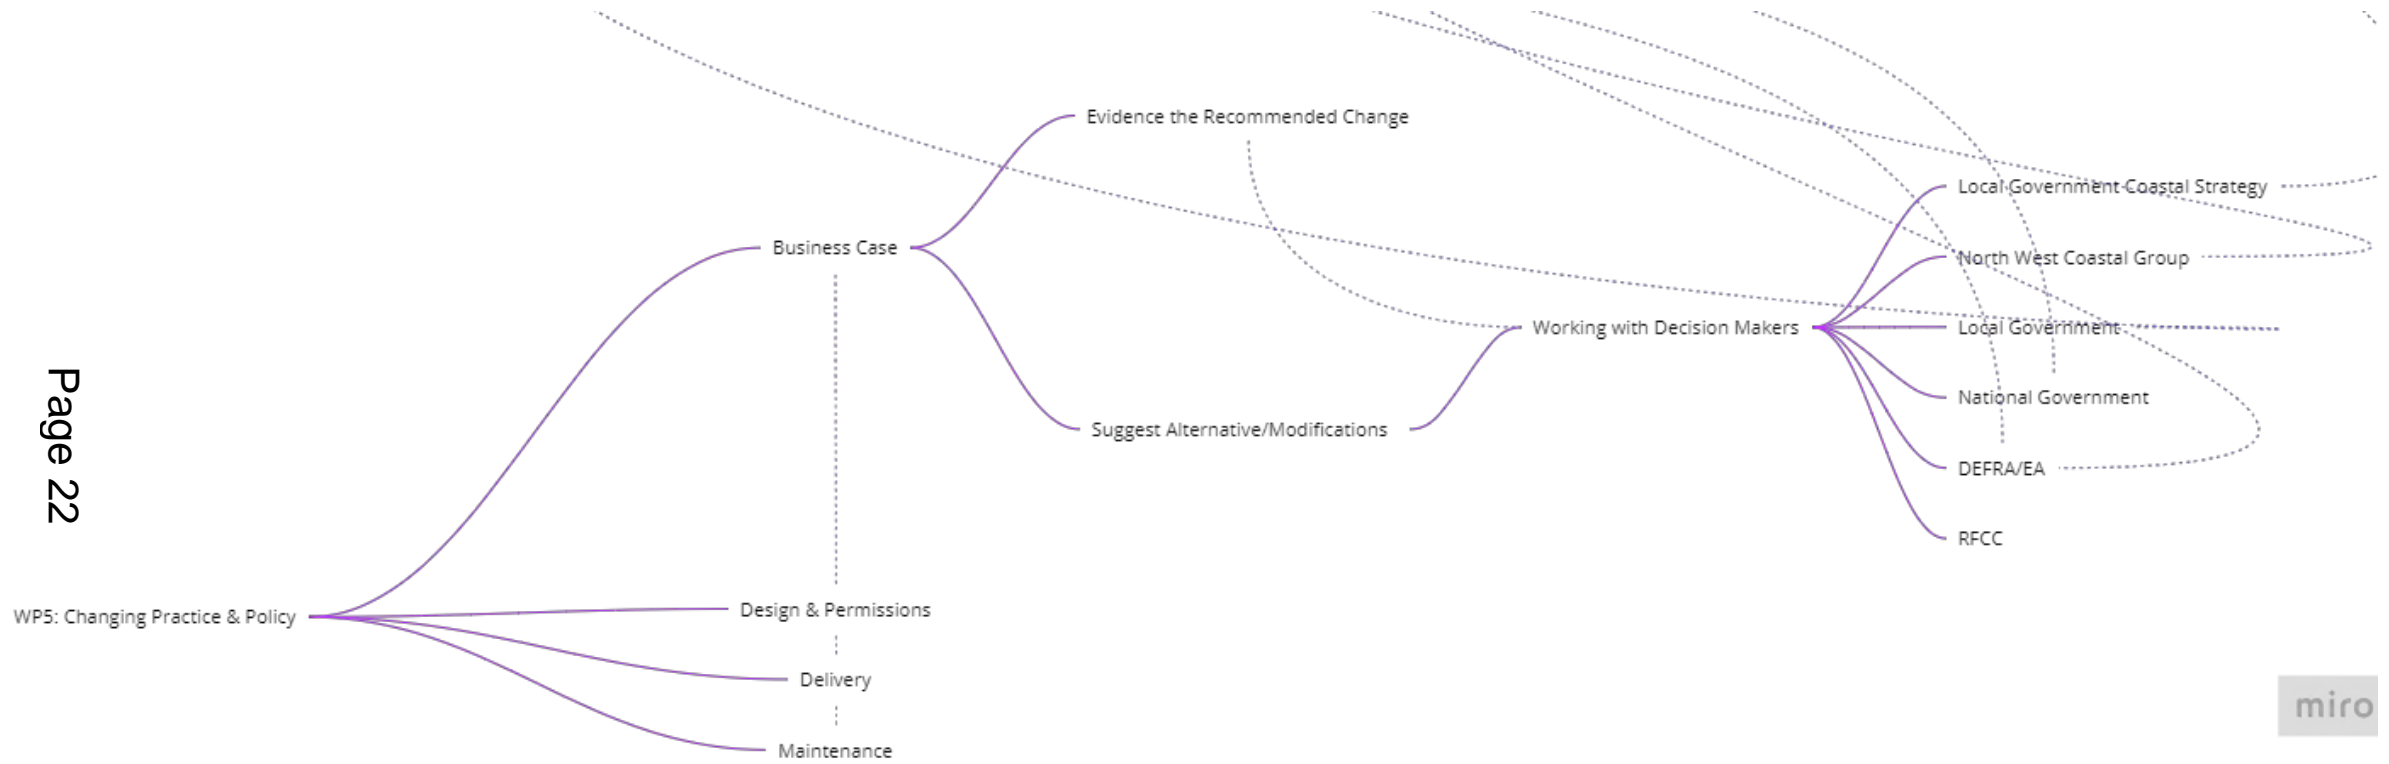 Page 22
WP5: Changing Practice & Policy
Business Case
Design & Permissions
Delivery
Maintenance
Evidence the Recommended Change
Suggest Alternative/Modifications
Working with Decision Makers
Local Government Coastal Strategy
North West Coastal Group
Local Government
National Government
DEFRA/EA
RFCC
miro